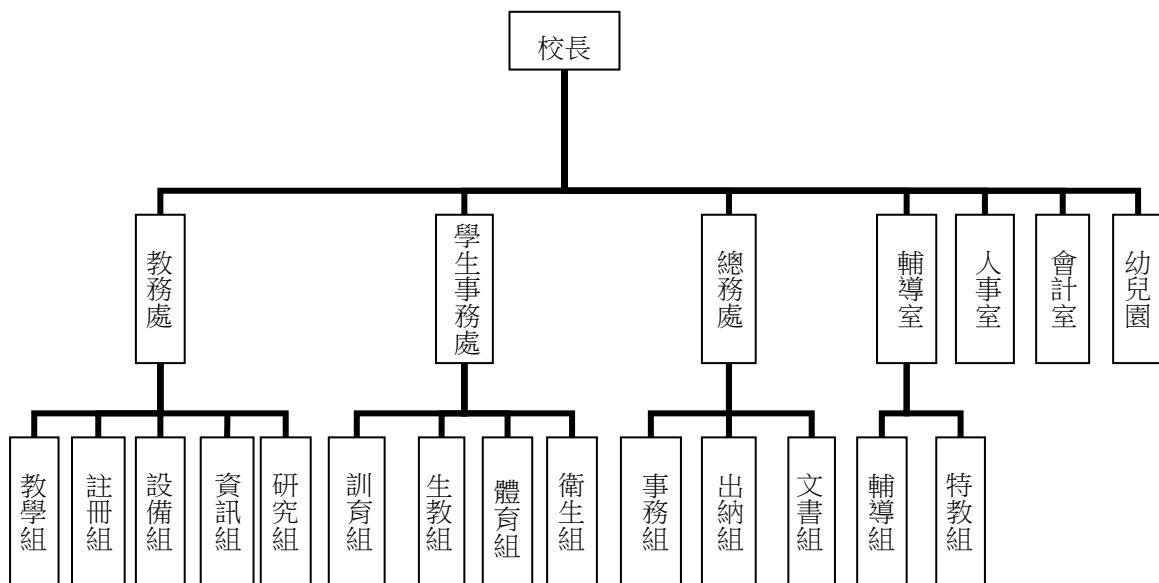 校長
教務處
學生事務處
總務處
輔導室
人事室
會計室
幼兒園
教學組
註冊組
設備組
資訊組
研究組
訓育組
生教組
體育組
衛生組
事務組
出納組
文書組
輔導組
特教組